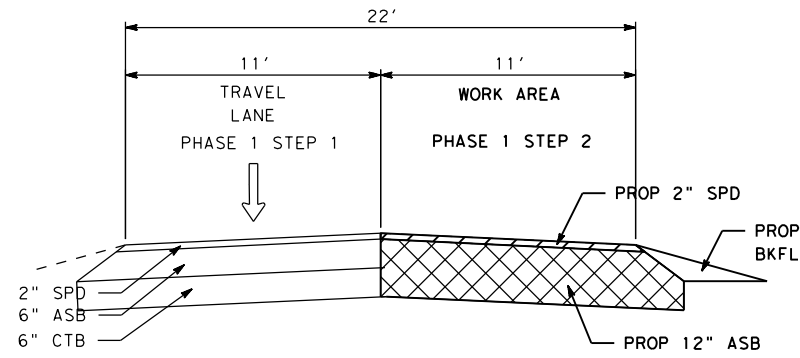 22'
11'
11'
TRAVEL
LANE
PHASE 1 STEP 1
WORK AREA
PHASE 1 STEP 2
PROP 2" SPD
PROP
BKFL
2" SPD
6" ASB
6" CTB
PROP 12" ASB